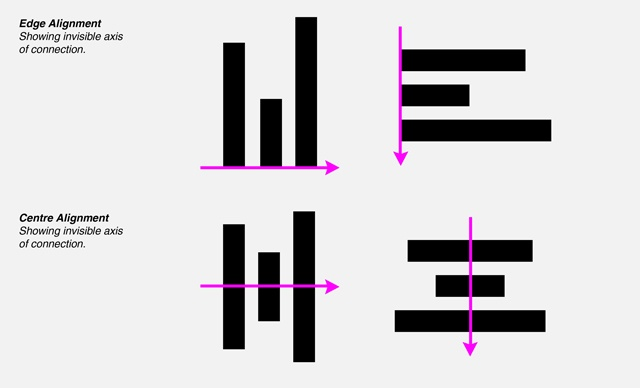 Edge Alignment
Showing invisible axis
of connection.
Centre Alignment
Showing invisible axis
of connection.